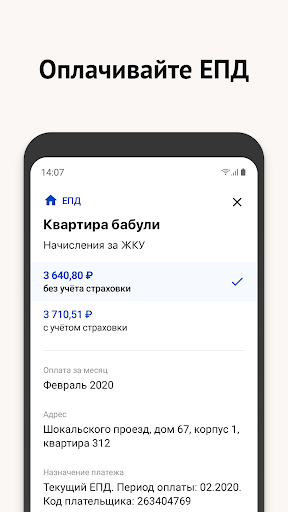 Оплачивайте ЕПД
14:07
ЕПД
Квартира бабули
Начисления за ЖКУ
3 640,80 ₽
без учёта страховки
3 710,51 ₽
с учётом страховки
Оплата за месяц
Февраль 2020
Адрес
Шокальского проезд, дом 67, корпус 1,
квартира 312
Назначение платежа
Текущий ЕПД. Период оплаты: 02.2020.
Код плательщика: 263404769